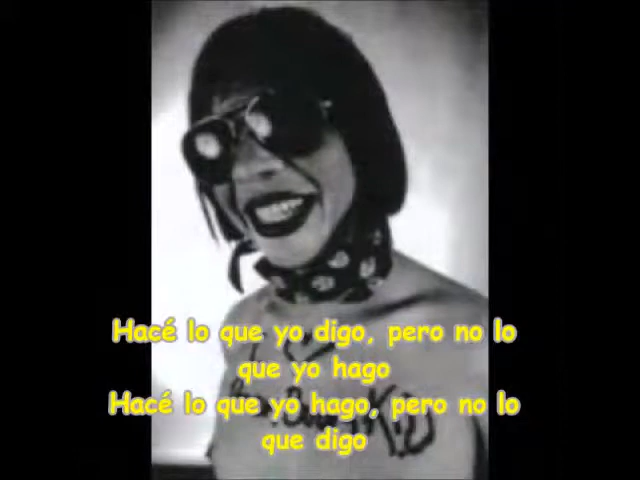 Hacé lo que yo digo, pero no lo
que yo hago
Hacé lo que yo hago, pero no lo
que digo